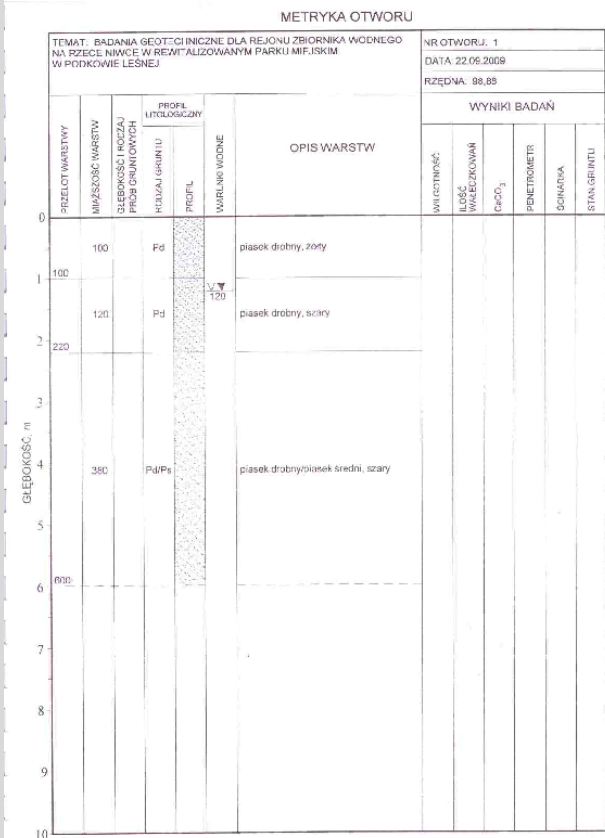 METRYKA OTWORU
TEMAT: BADANIA GEOTECHNICZNE DLA REJONU ZBIORNIKA WODNEGO
NA RZECE NIWCE W REWITALIZOWANYM PARKU MIEJSKIM
W PODKOWIE LEŚNEJ
NR OTWORU: 1
DATA: 22.09.2009
RZĘDNA: 98,88
PRZELOT WARSTWY
MIĄŻSZOŚĆ WARSTW
GŁĘBOKOŚĆ I RODZAJ
PRÓB GRUNTOWYCH
PROFIL
LITOLOGICZNY
RODZAJ GRUNTU
PROFIL
WARUNKI WODNE
OPIS WARSTW
WYNIKI BADAŃ
WILGOTNOŚĆ
ILOŚĆ
WAŁECZKOWAŃ
CaCO3
PENETROMETR
ŚCINARKA
STAN GRUNTU
GŁĘBOKOŚĆ, m
0
100 Pd piasek drobny, żółty
1 100
120
120 Pd piasek drobny, szary
2 220
3
4 380 Pd/Ps piasek drobny/piasek średni, szary
5
6 600
7
8
9
10